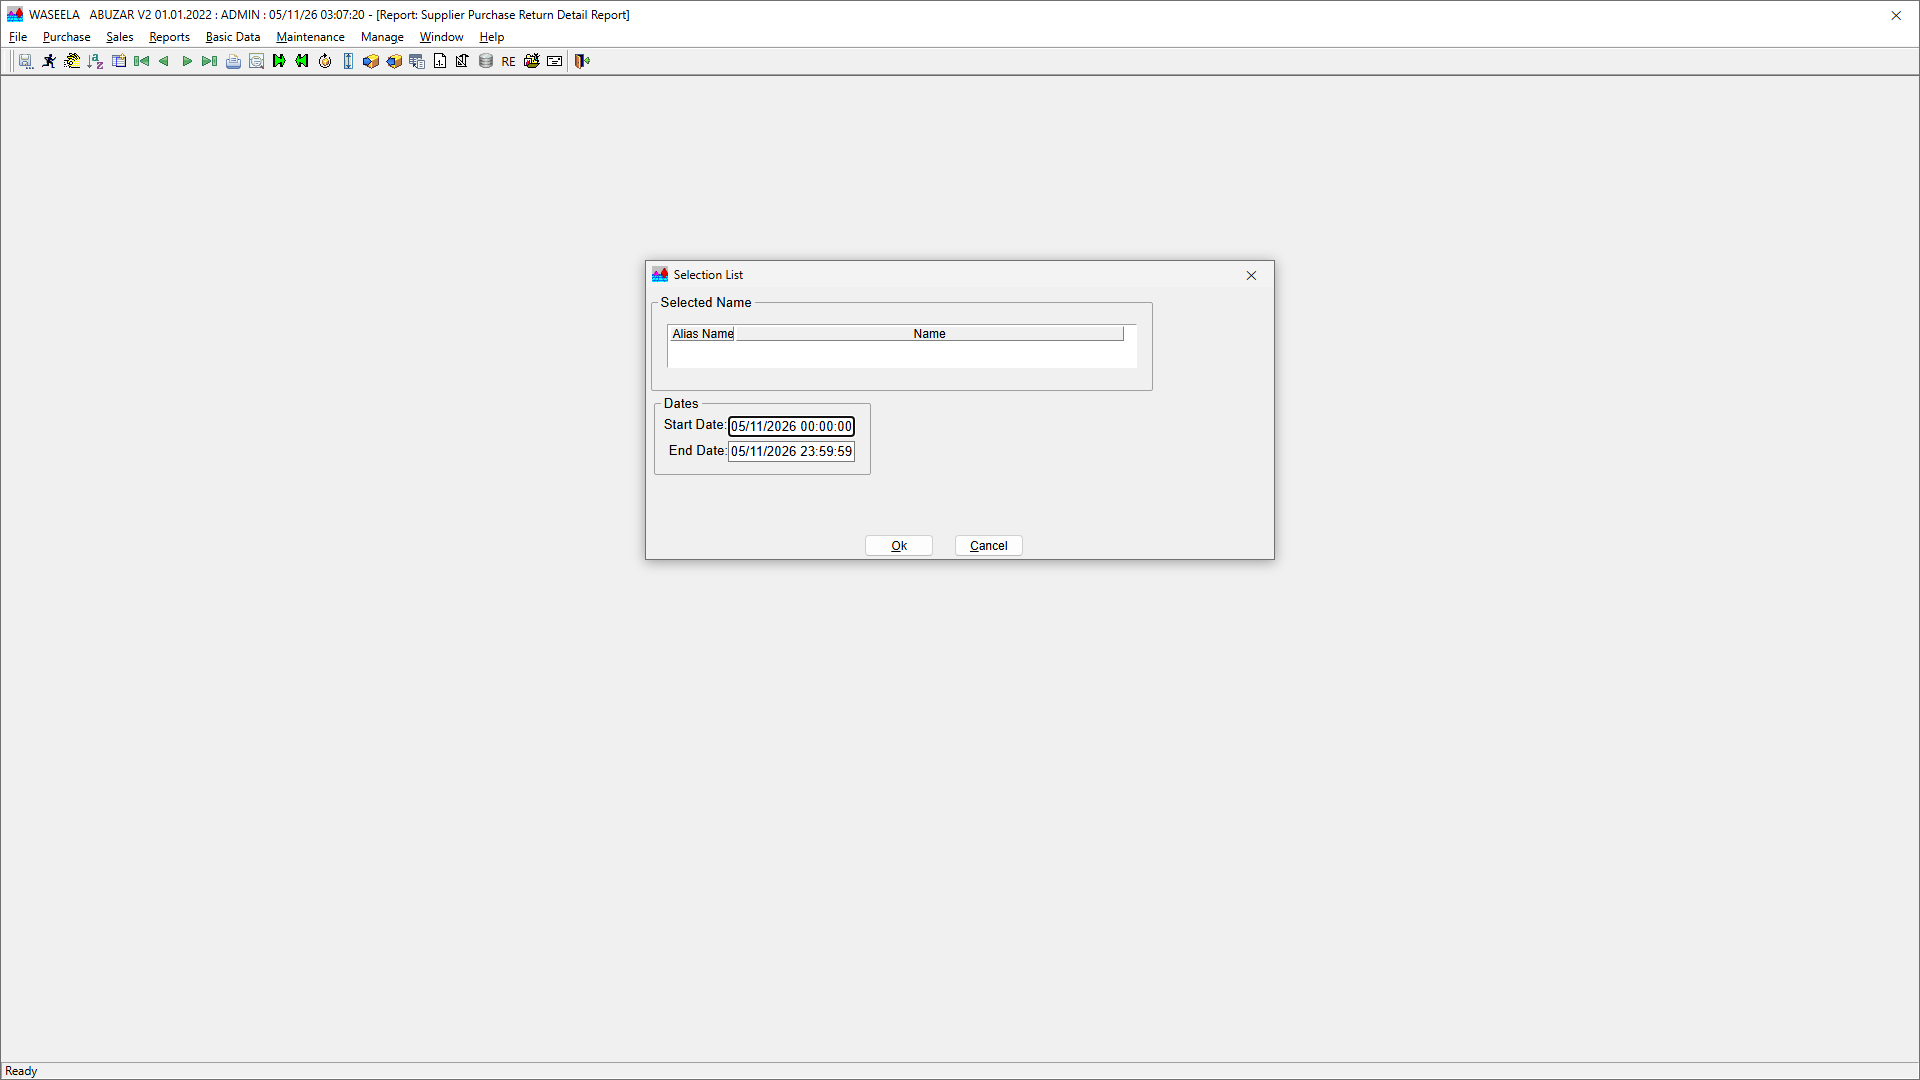 WASEELA   ABUZAR V2 01.01.2022 : ADMIN : 05/11/26 03:07:20 - [Report: Supplier Purchase Return Detail Report]
File Purchase Sales Reports Basic Data Maintenance Manage Window Help
RE
Selection List
Selected Name
Alias Name Name
Dates
Start Date: 05/11/2026 00:00:00
End Date: 05/11/2026 23:59:59
Ok Cancel
Ready